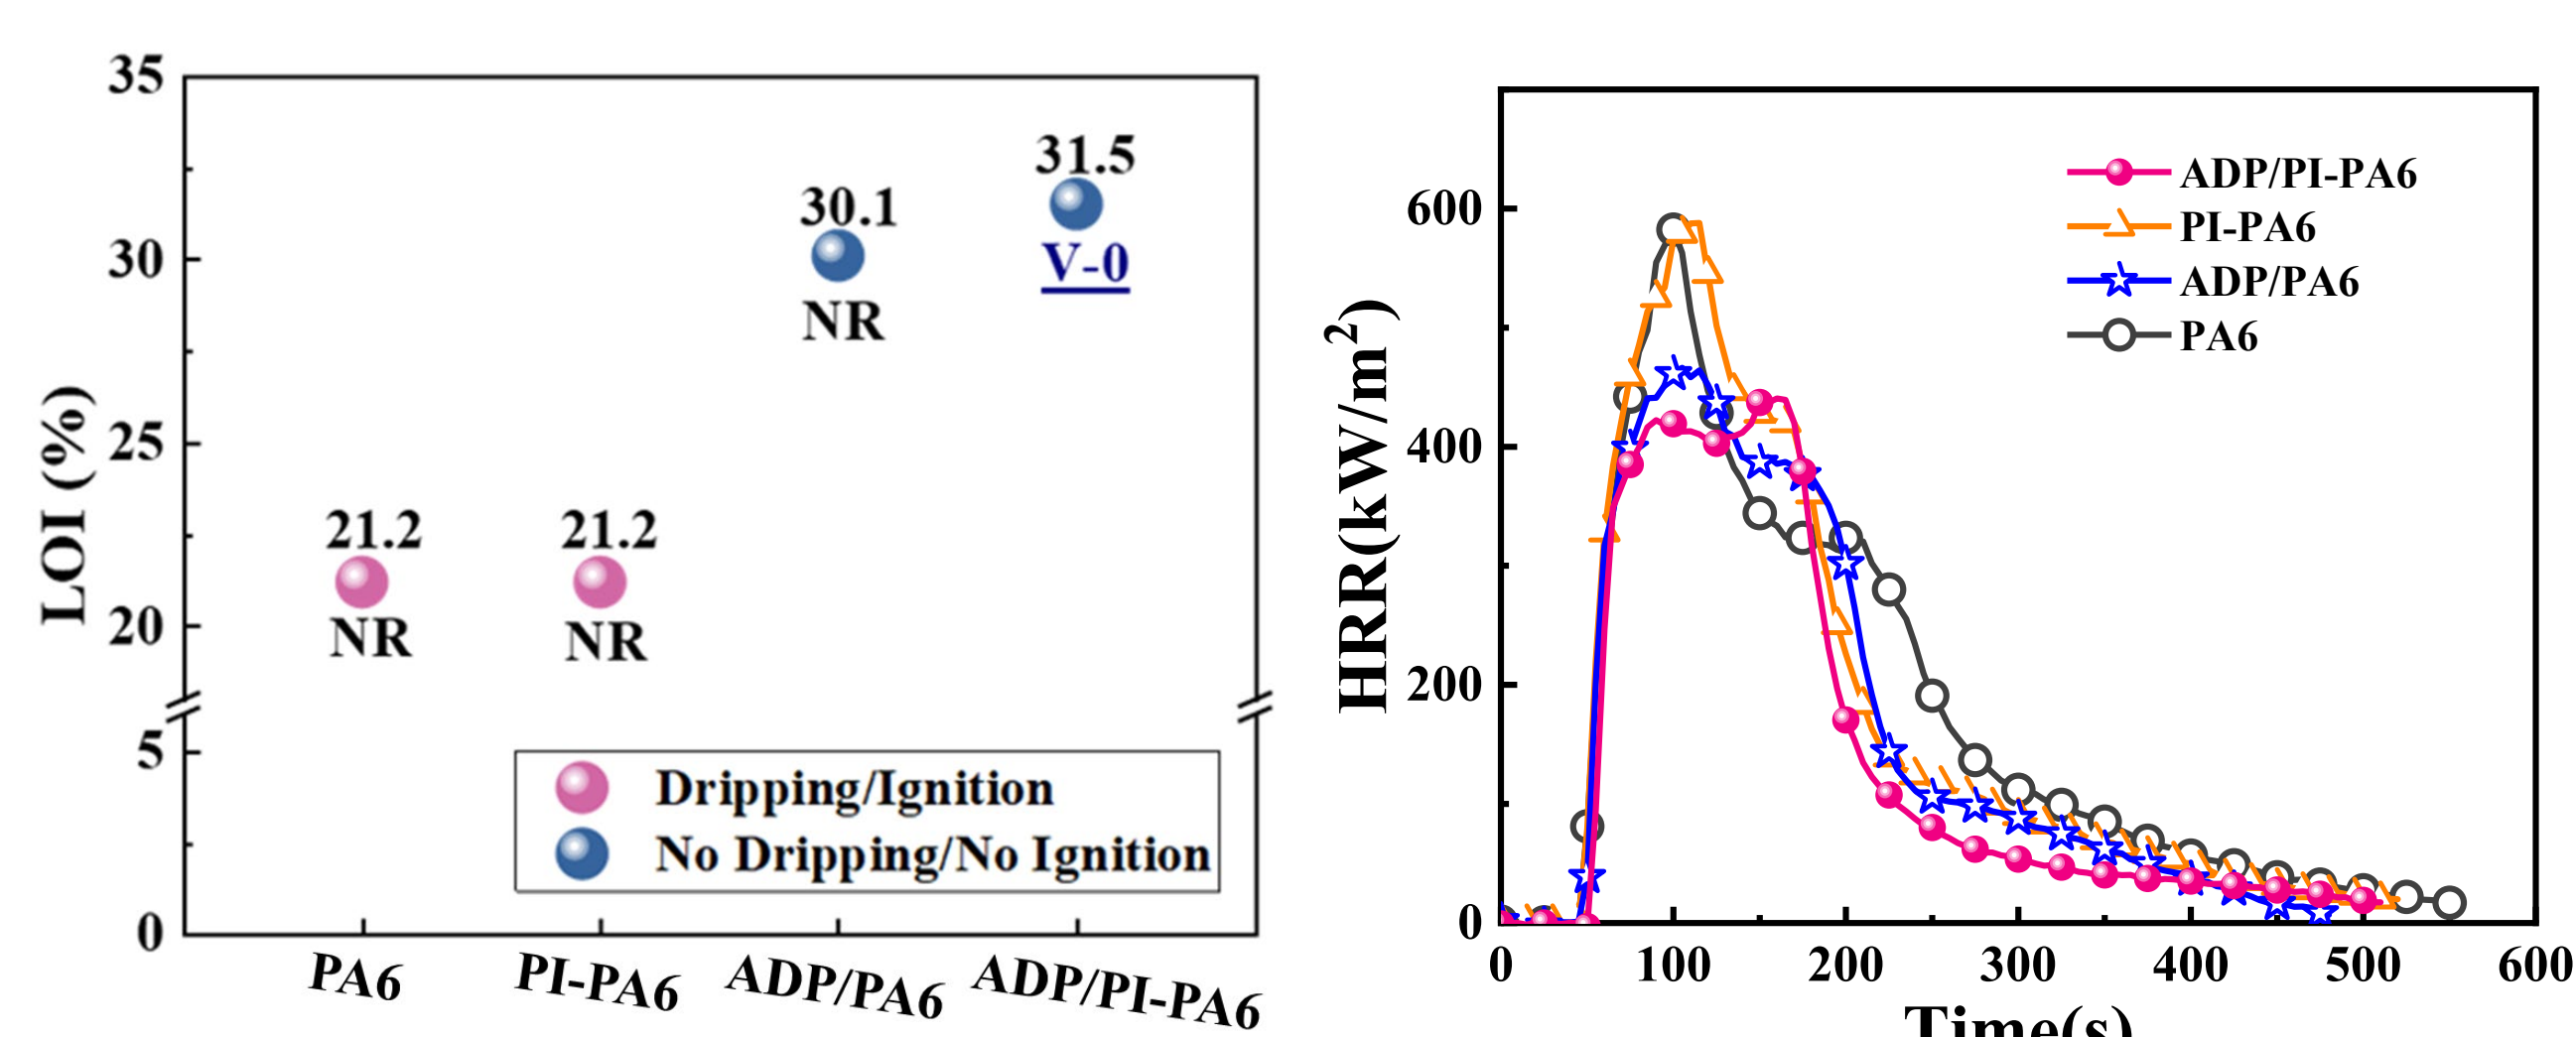 35
30
25
20
5
0
LOI (%)
21.2
NR
21.2
NR
30.1
NR
31.5
V-0
Dripping/Ignition
No Dripping/No Ignition
PA6
PI-PA6
ADP/PA6
ADP/PI-PA6
600
400
200
0
HRR(kW/m²)
ADP/PI-PA6
PI-PA6
ADP/PA6
PA6
0 100 200 300 400 500 600
Time(s)